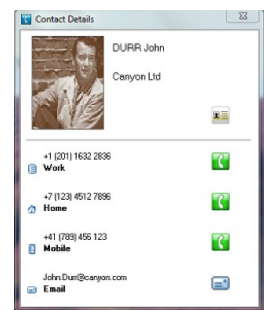 Contact Details
DURR John
Canyon Ltd
+1 (201) 1632 2836
Work
+7 (123) 4512 7896
Home
+41 (789) 456 123
Mobile
John.Durr@canyon.com
Email